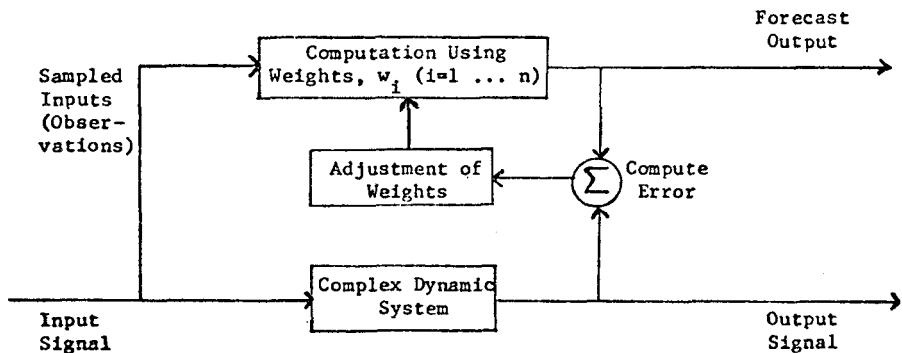 Forecast
Output
Computation Using
Weights, w_i (i=1 ... n)
Sampled
Inputs
(Obser-
vations)
Adjustment of
Weights
Σ
Compute
Error
Complex Dynamic
System
Input
Signal
Output
Signal